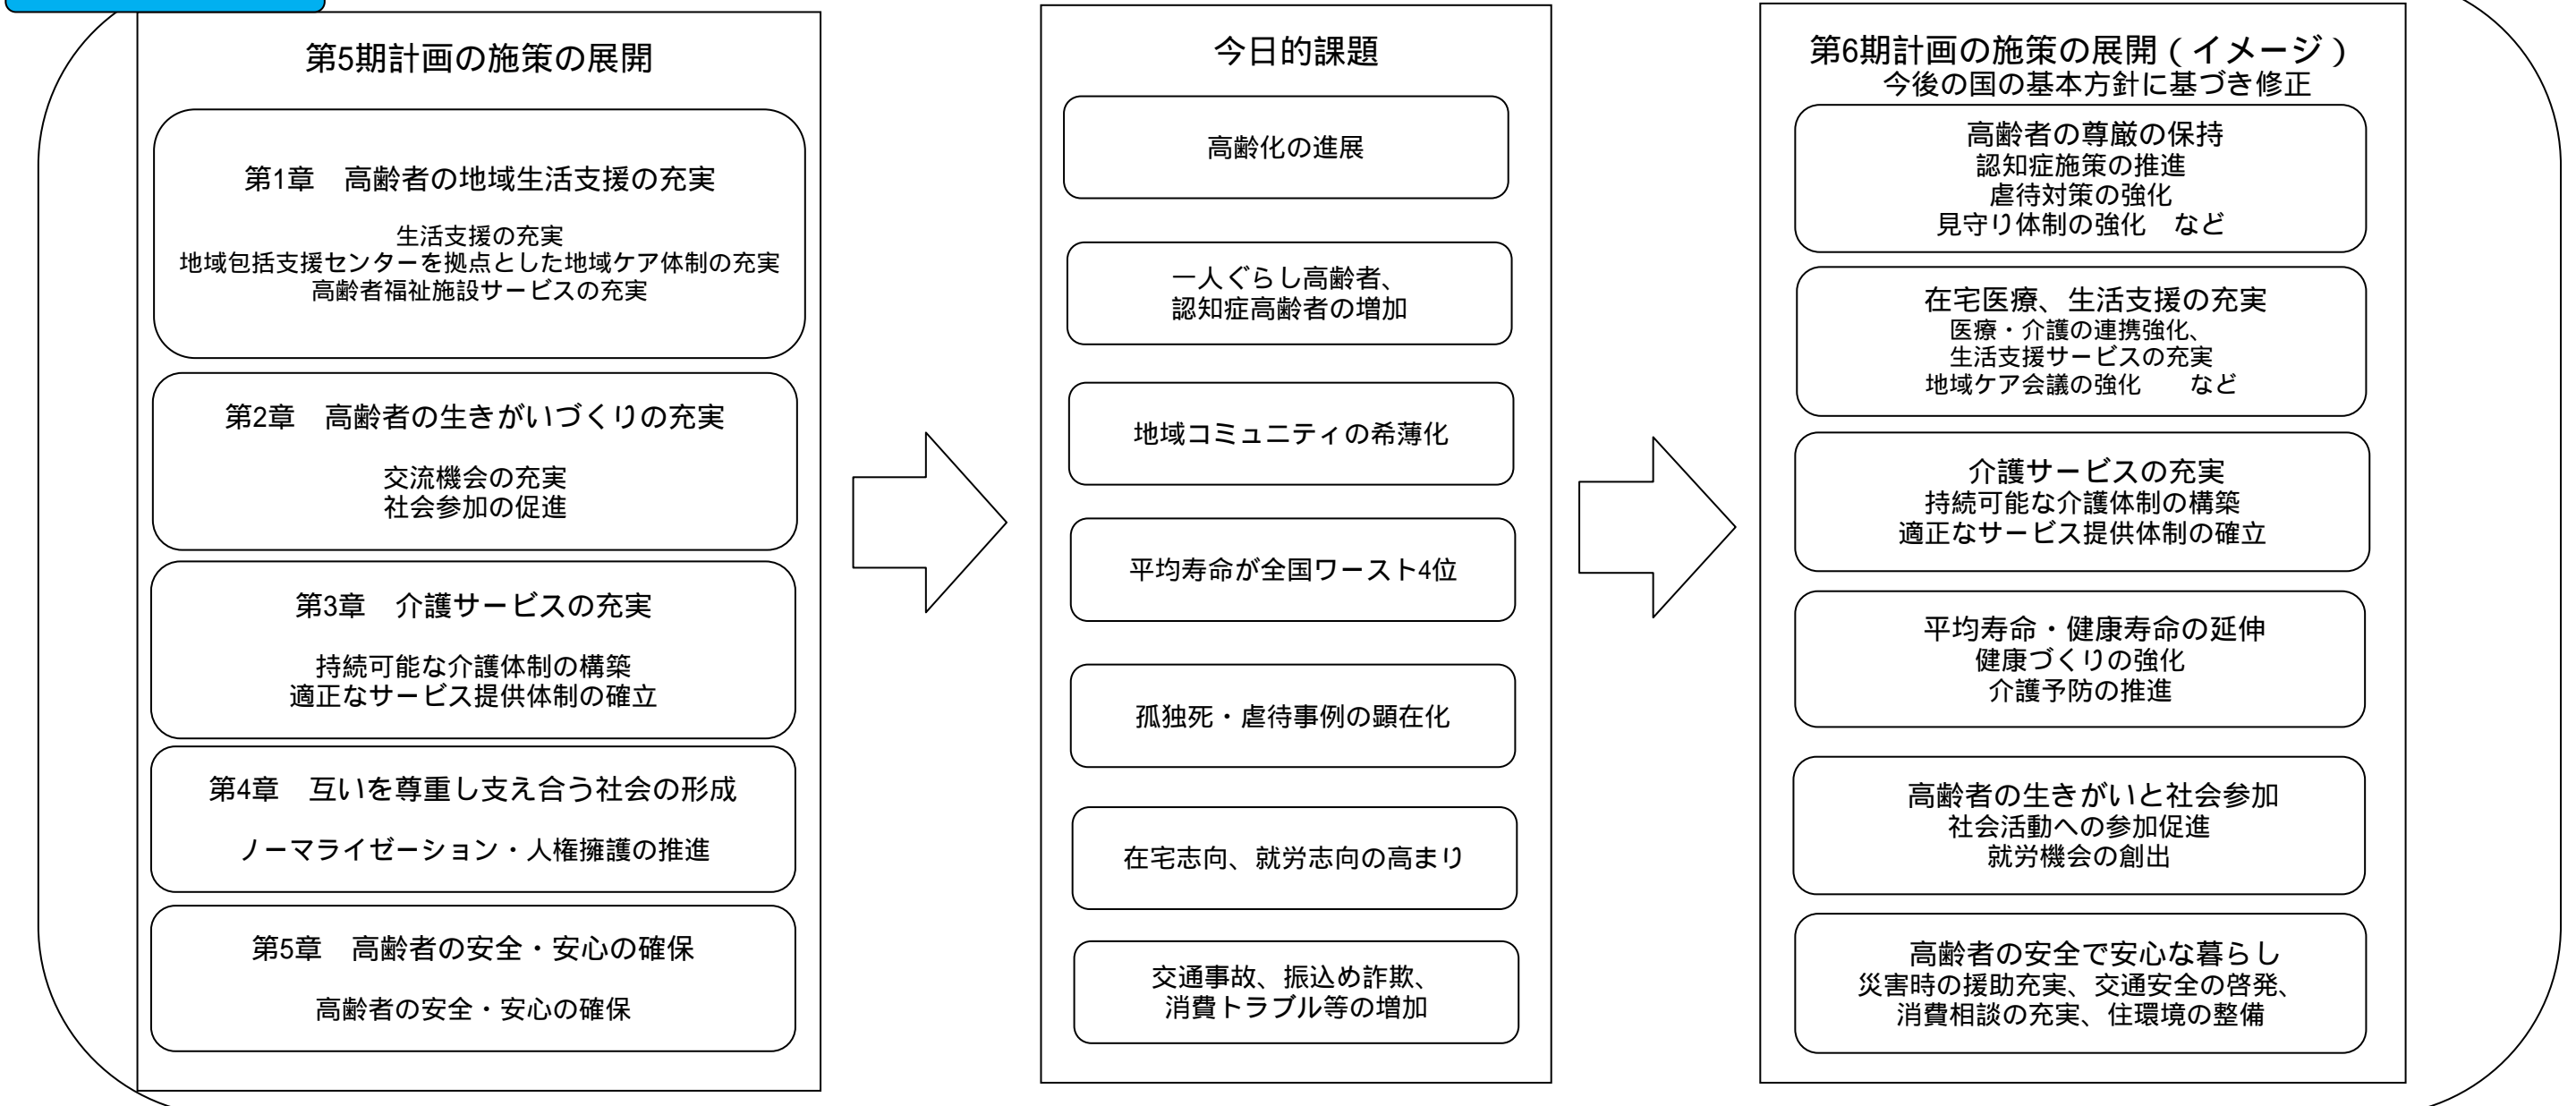 第5期計画の施策の展開
第1章　高齢者の地域生活支援の充実
生活支援の充実
地域包括支援センターを拠点とした地域ケア体制の充実
高齢者福祉施設サービスの充実
第2章　高齢者の生きがいづくりの充実
交流機会の充実
社会参加の促進
第3章　介護サービスの充実
持続可能な介護体制の構築
適正なサービス提供体制の確立
第4章　互いを尊重し支え合う社会の形成
ノーマライゼーション・人権擁護の推進
第5章　高齢者の安全・安心の確保
高齢者の安全・安心の確保
今日的課題
高齢化の進展
一人ぐらし高齢者、
認知症高齢者の増加
地域コミュニティの希薄化
平均寿命が全国ワースト4位
孤独死・虐待事例の顕在化
在宅志向、就労志向の高まり
交通事故、振込め詐欺、
消費トラブル等の増加
第6期計画の施策の展開（イメージ）
今後の国の基本方針に基づき修正
高齢者の尊厳の保持
認知症施策の推進
虐待対策の強化
見守り体制の強化　など
在宅医療、生活支援の充実
医療・介護の連携強化、
生活支援サービスの充実
地域ケア会議の強化　　など
介護サービスの充実
持続可能な介護体制の構築
適正なサービス提供体制の確立
平均寿命・健康寿命の延伸
健康づくりの強化
介護予防の推進
高齢者の生きがいと社会参加
社会活動への参加促進
就労機会の創出
高齢者の安全で安心な暮らし
災害時の援助充実、交通安全の啓発、
消費相談の充実、住環境の整備